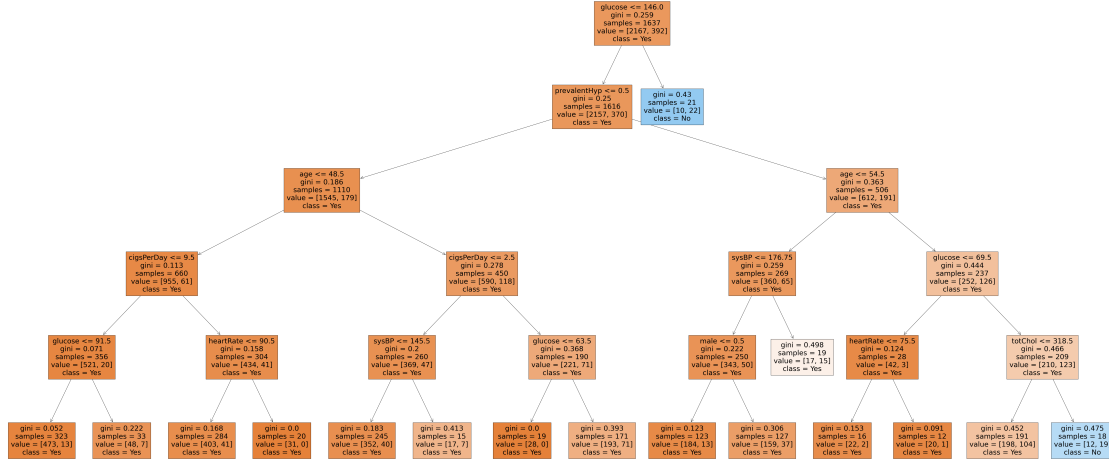 glucose <= 146.0
gini = 0.259
samples = 1637
value = [2167, 392]
class = Yes
prevalentHyp <= 0.5
gini = 0.25
samples = 1616
value = [2157, 370]
class = Yes
gini = 0.43
samples = 21
value = [10, 22]
class = No
age <= 48.5
gini = 0.186
samples = 1110
value = [1545, 179]
class = Yes
age <= 54.5
gini = 0.363
samples = 506
value = [612, 191]
class = Yes
cigsPerDay <= 9.5
gini = 0.113
samples = 660
value = [955, 61]
class = Yes
cigsPerDay <= 2.5
gini = 0.278
samples = 450
value = [590, 118]
class = Yes
sysBP <= 176.75
gini = 0.259
samples = 269
value = [360, 65]
class = Yes
glucose <= 69.5
gini = 0.444
samples = 237
value = [252, 126]
class = Yes
glucose <= 91.5
gini = 0.071
samples = 356
value = [521, 20]
class = Yes
heartRate <= 90.5
gini = 0.158
samples = 304
value = [434, 41]
class = Yes
sysBP <= 145.5
gini = 0.2
samples = 260
value = [369, 47]
class = Yes
glucose <= 63.5
gini = 0.368
samples = 190
value = [221, 71]
class = Yes
male <= 0.5
gini = 0.222
samples = 250
value = [343, 50]
class = Yes
gini = 0.498
samples = 19
value = [17, 15]
class = Yes
heartRate <= 75.5
gini = 0.124
samples = 28
value = [42, 3]
class = Yes
totChol <= 318.5
gini = 0.466
samples = 209
value = [210, 123]
class = Yes
gini = 0.052
samples = 323
value = [473, 13]
class = Yes
gini = 0.222
samples = 33
value = [48, 7]
class = Yes
gini = 0.168
samples = 284
value = [403, 41]
class = Yes
gini = 0.0
samples = 20
value = [31, 0]
class = Yes
gini = 0.183
samples = 245
value = [352, 40]
class = Yes
gini = 0.413
samples = 15
value = [17, 7]
class = Yes
gini = 0.0
samples = 19
value = [28, 0]
class = Yes
gini = 0.393
samples = 171
value = [193, 71]
class = Yes
gini = 0.123
samples = 123
value = [184, 13]
class = Yes
gini = 0.306
samples = 127
value = [159, 37]
class = Yes
gini = 0.153
samples = 16
value = [22, 2]
class = Yes
gini = 0.091
samples = 12
value = [20, 1]
class = Yes
gini = 0.452
samples = 191
value = [198, 104]
class = Yes
gini = 0.475
samples = 18
value = [12, 19]
class = No